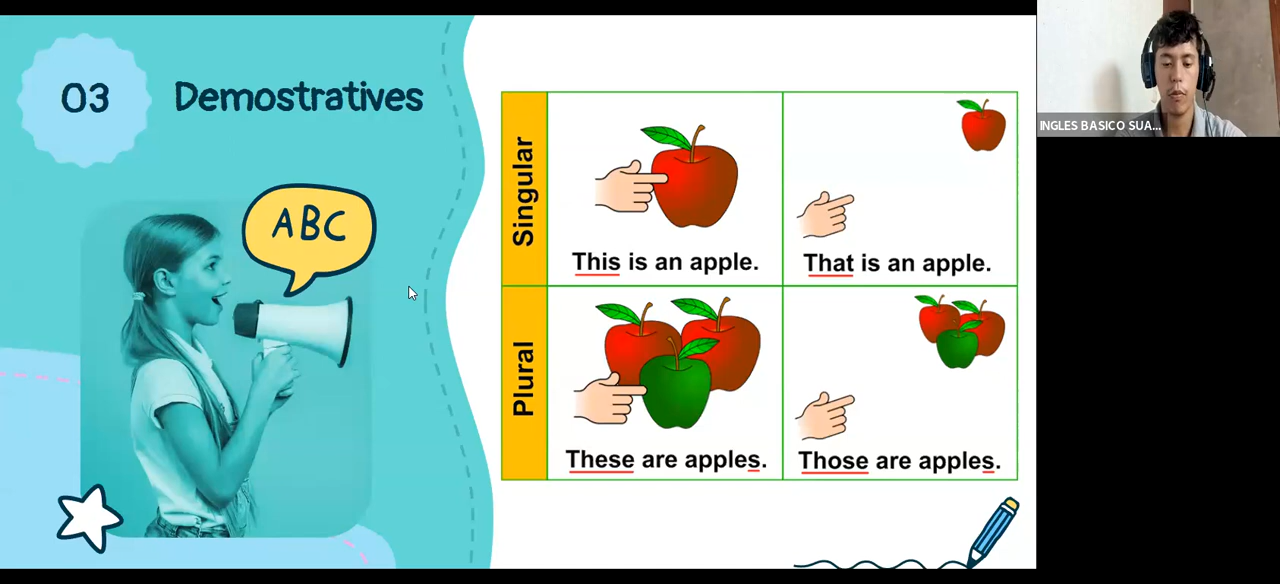 03
Demostratives
ABC
Singular
This is an apple.
That is an apple.
Plural
These are apples.
Those are apples.
INGLES BASICO SUA...